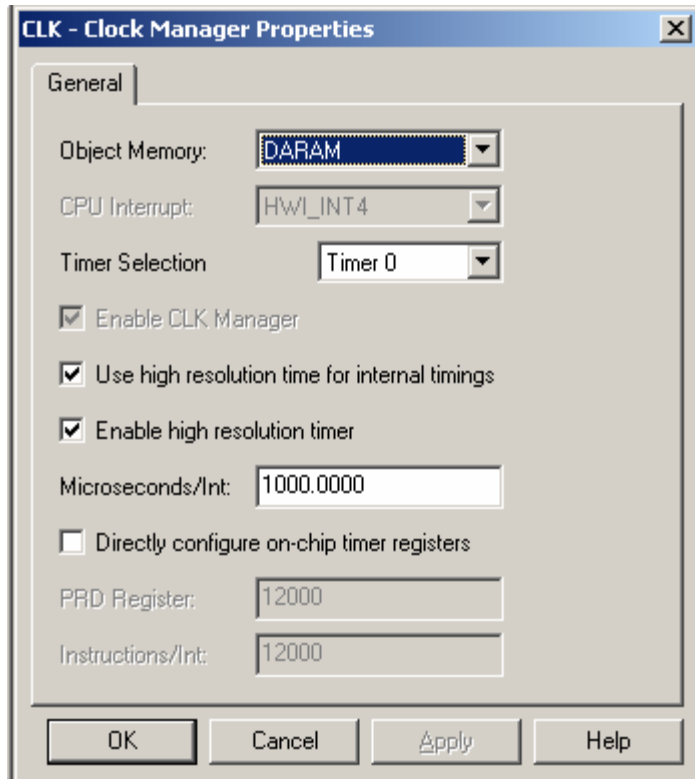 CLK - Clock Manager Properties
General
Object Memory: DARAM
CPU Interrupt: HWI_INT4
Timer Selection Timer 0
Enable CLK Manager
Use high resolution time for internal timings
Enable high resolution timer
Microseconds/Int: 1000.0000
Directly configure on-chip timer registers
PRD Register: 12000
Instructions/Int: 12000
OK Cancel Apply Help